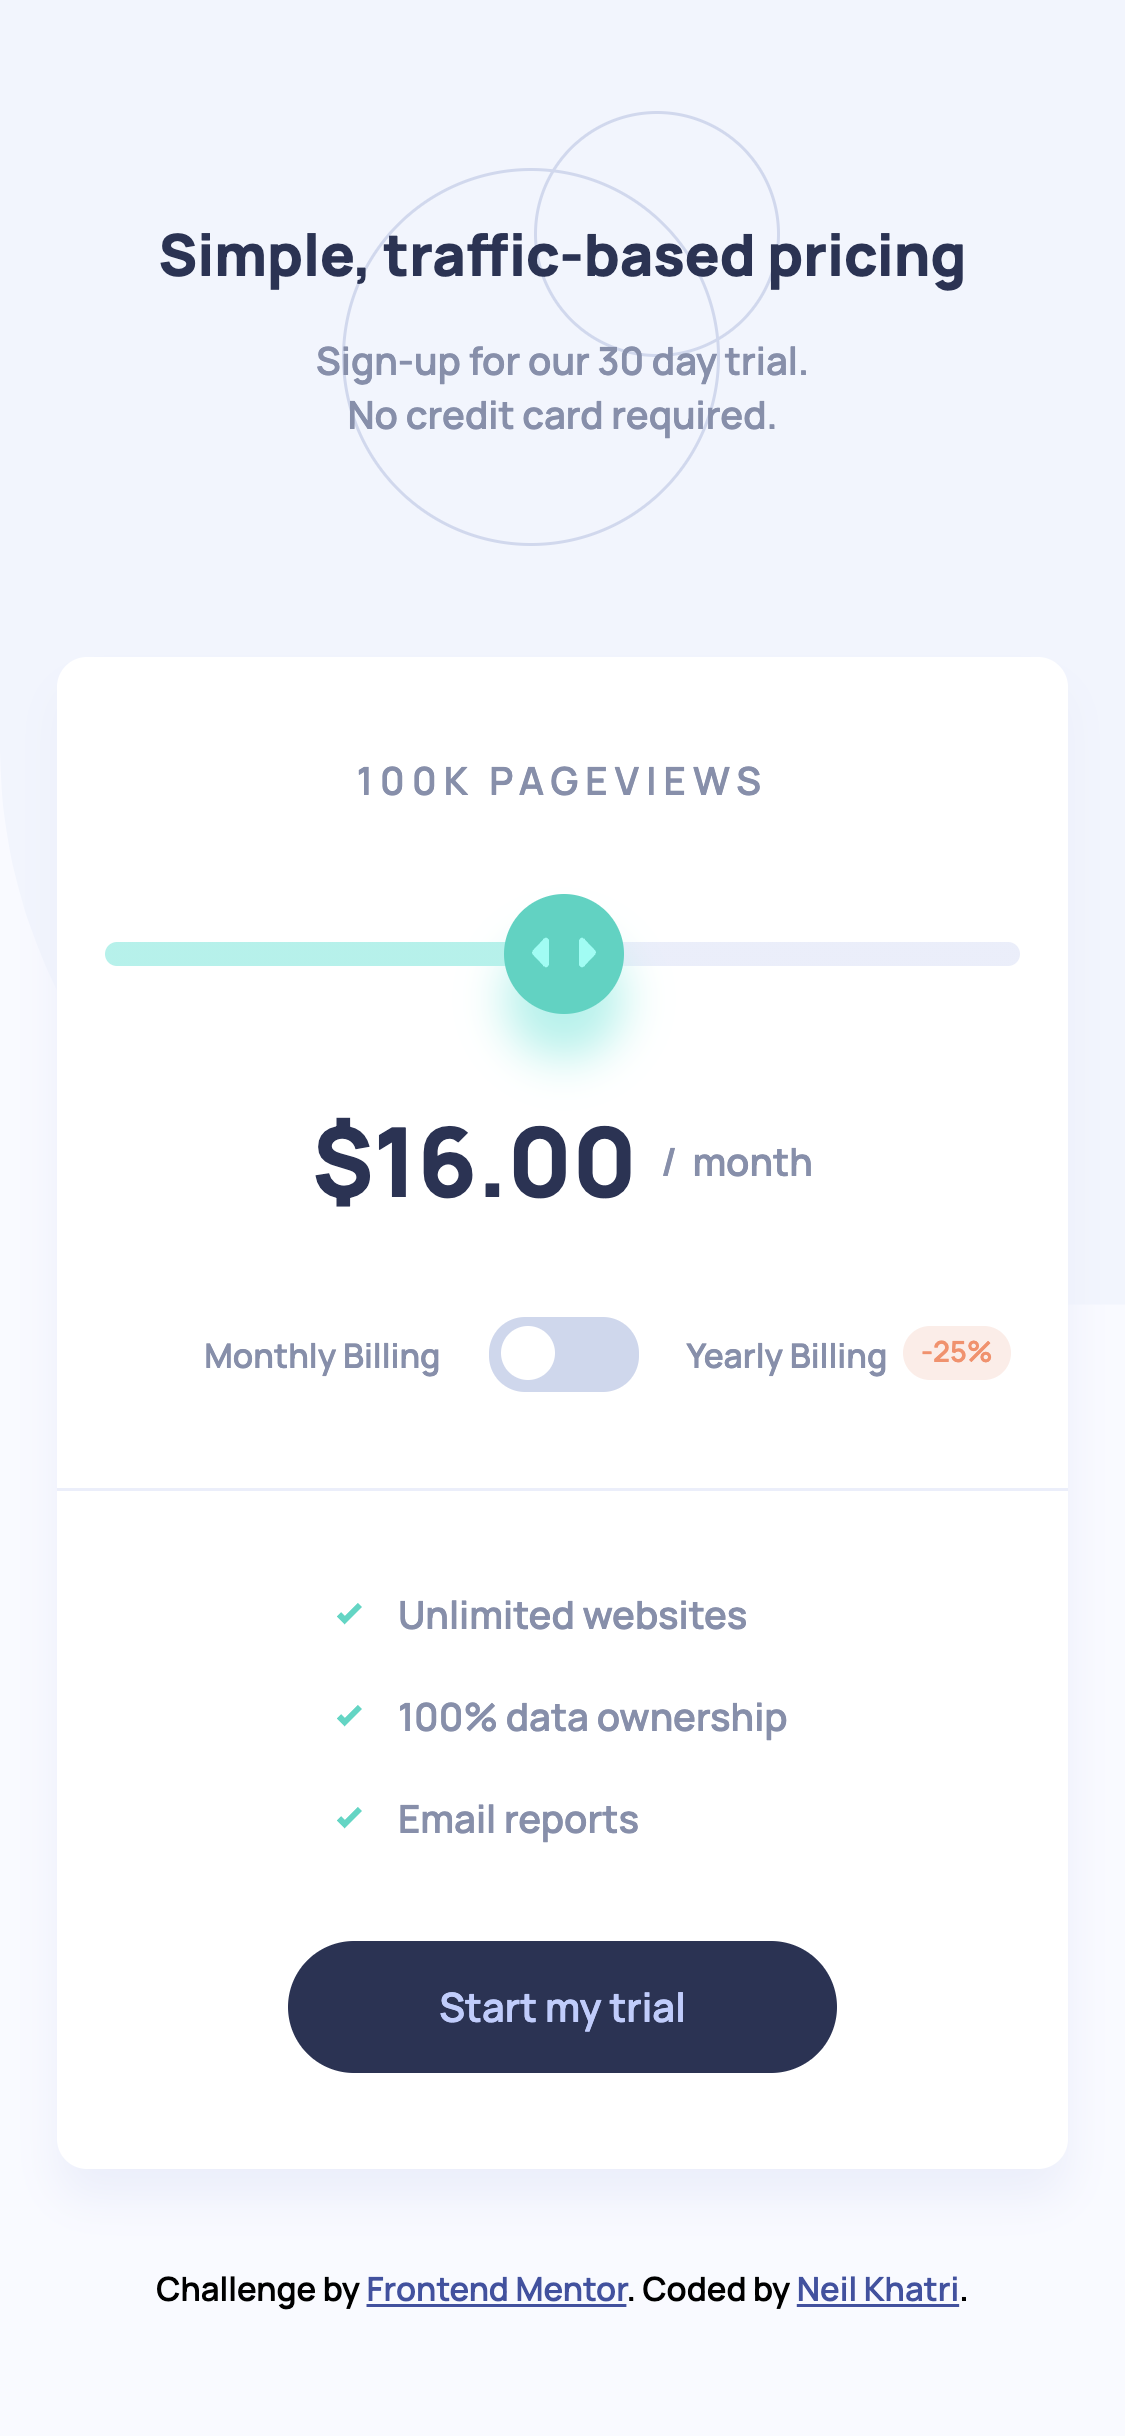 Simple, traffic-based pricing
Sign-up for our 30 day trial.
No credit card required.
100K PAGEVIEWS
$16.00 / month
Monthly Billing Yearly Billing -25%
Unlimited websites
100% data ownership
Email reports
Start my trial
Challenge by Frontend Mentor. Coded by Neil Khatri.